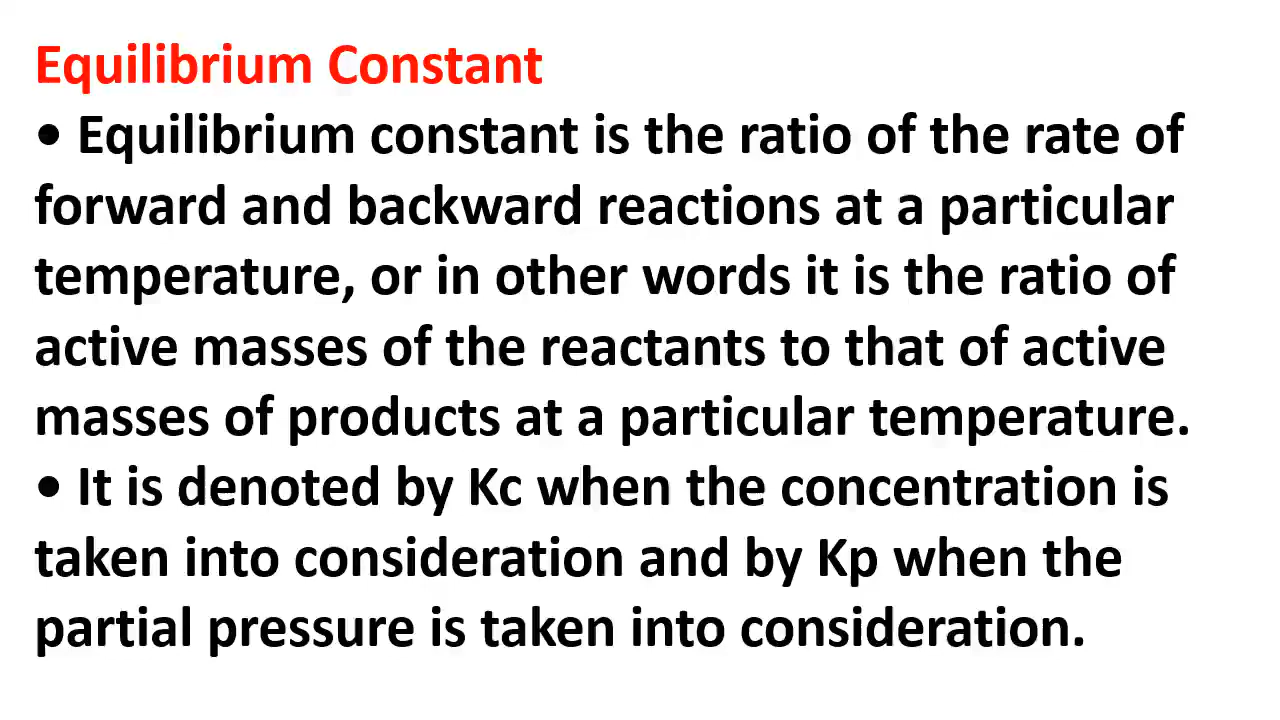 Equilibrium Constant
• Equilibrium constant is the ratio of the rate of
forward and backward reactions at a particular
temperature, or in other words it is the ratio of
active masses of the reactants to that of active
masses of products at a particular temperature.
• It is denoted by Kc when the concentration is
taken into consideration and by Kp when the
partial pressure is taken into consideration.